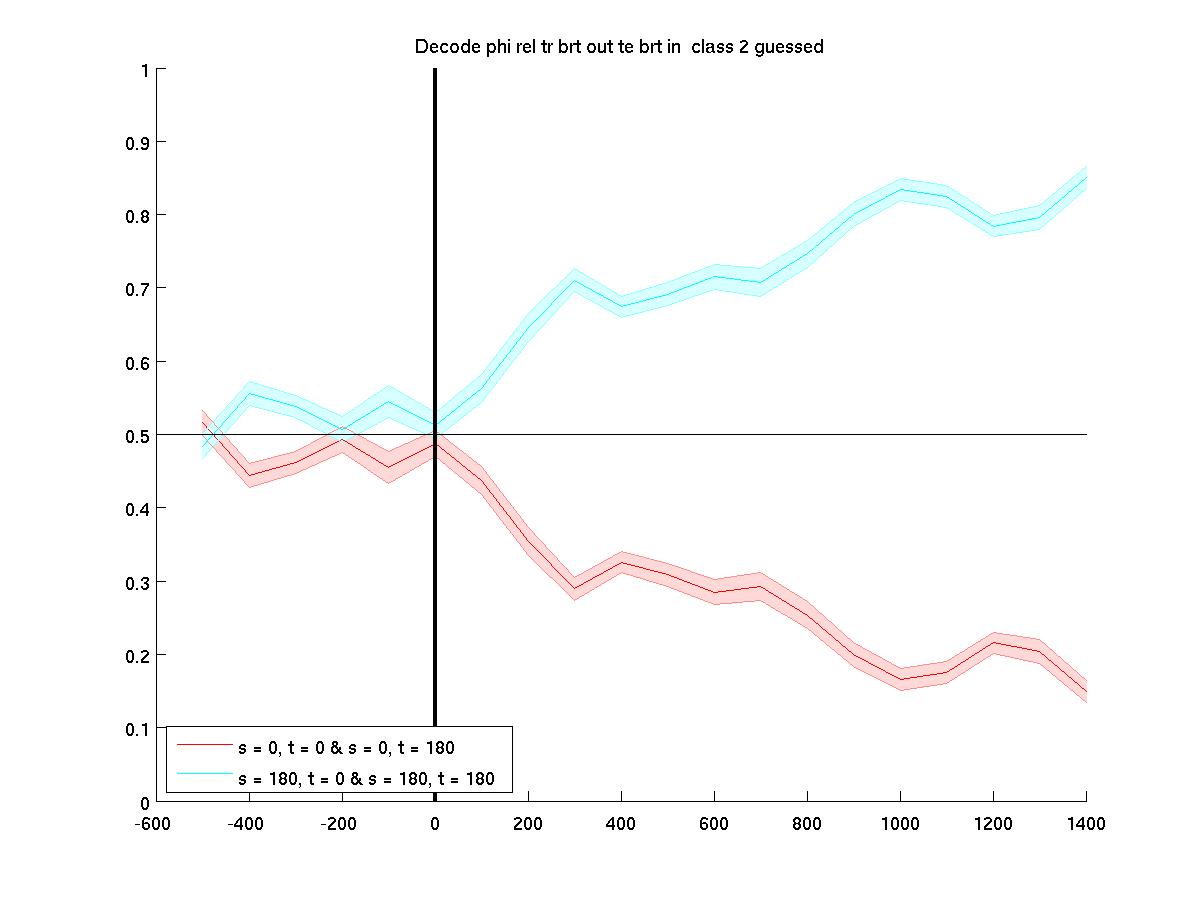 Decode phi rel tr brt out te brt in  class 2 guessed
1
0.9
0.8
0.7
0.6
0.5
0.4
0.3
0.2
0.1
0
s = 0, t = 0 & s = 0, t = 180
s = 180, t = 0 & s = 180, t = 180
-600 -400 -200 0 200 400 600 800 1000 1200 1400